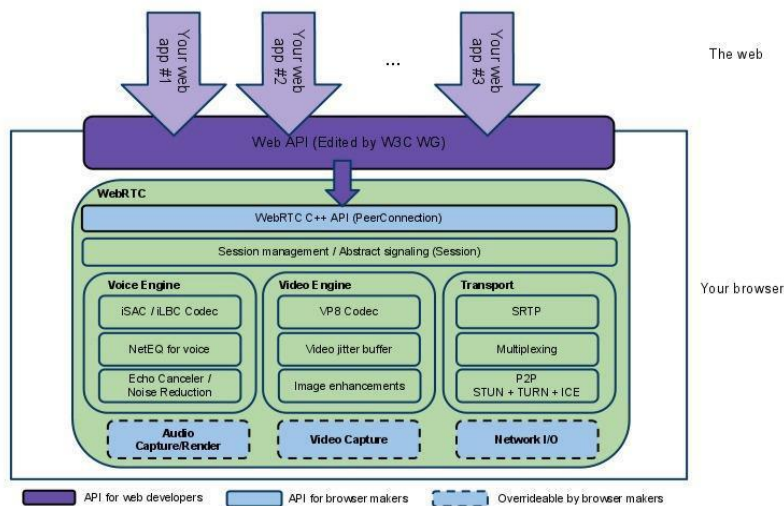 Your web
app #1
Your web
app #2
...
Your web
app #3
The web
Web API (Edited by W3C WG)
WebRTC
WebRTC C++ API (PeerConnection)
Session management / Abstract signaling (Session)
Your browser
Voice Engine
iSAC / iLBC Codec
NetEQ for voice
Echo Canceler /
Noise Reduction
Video Engine
VP8 Codec
Video jitter buffer
Image enhancements
Transport
SRTP
Multiplexing
P2P
STUN + TURN + ICE
Audio
Capture/Render
Video Capture
Network I/O
API for web developers
API for browser makers
Overrideable by browser makers